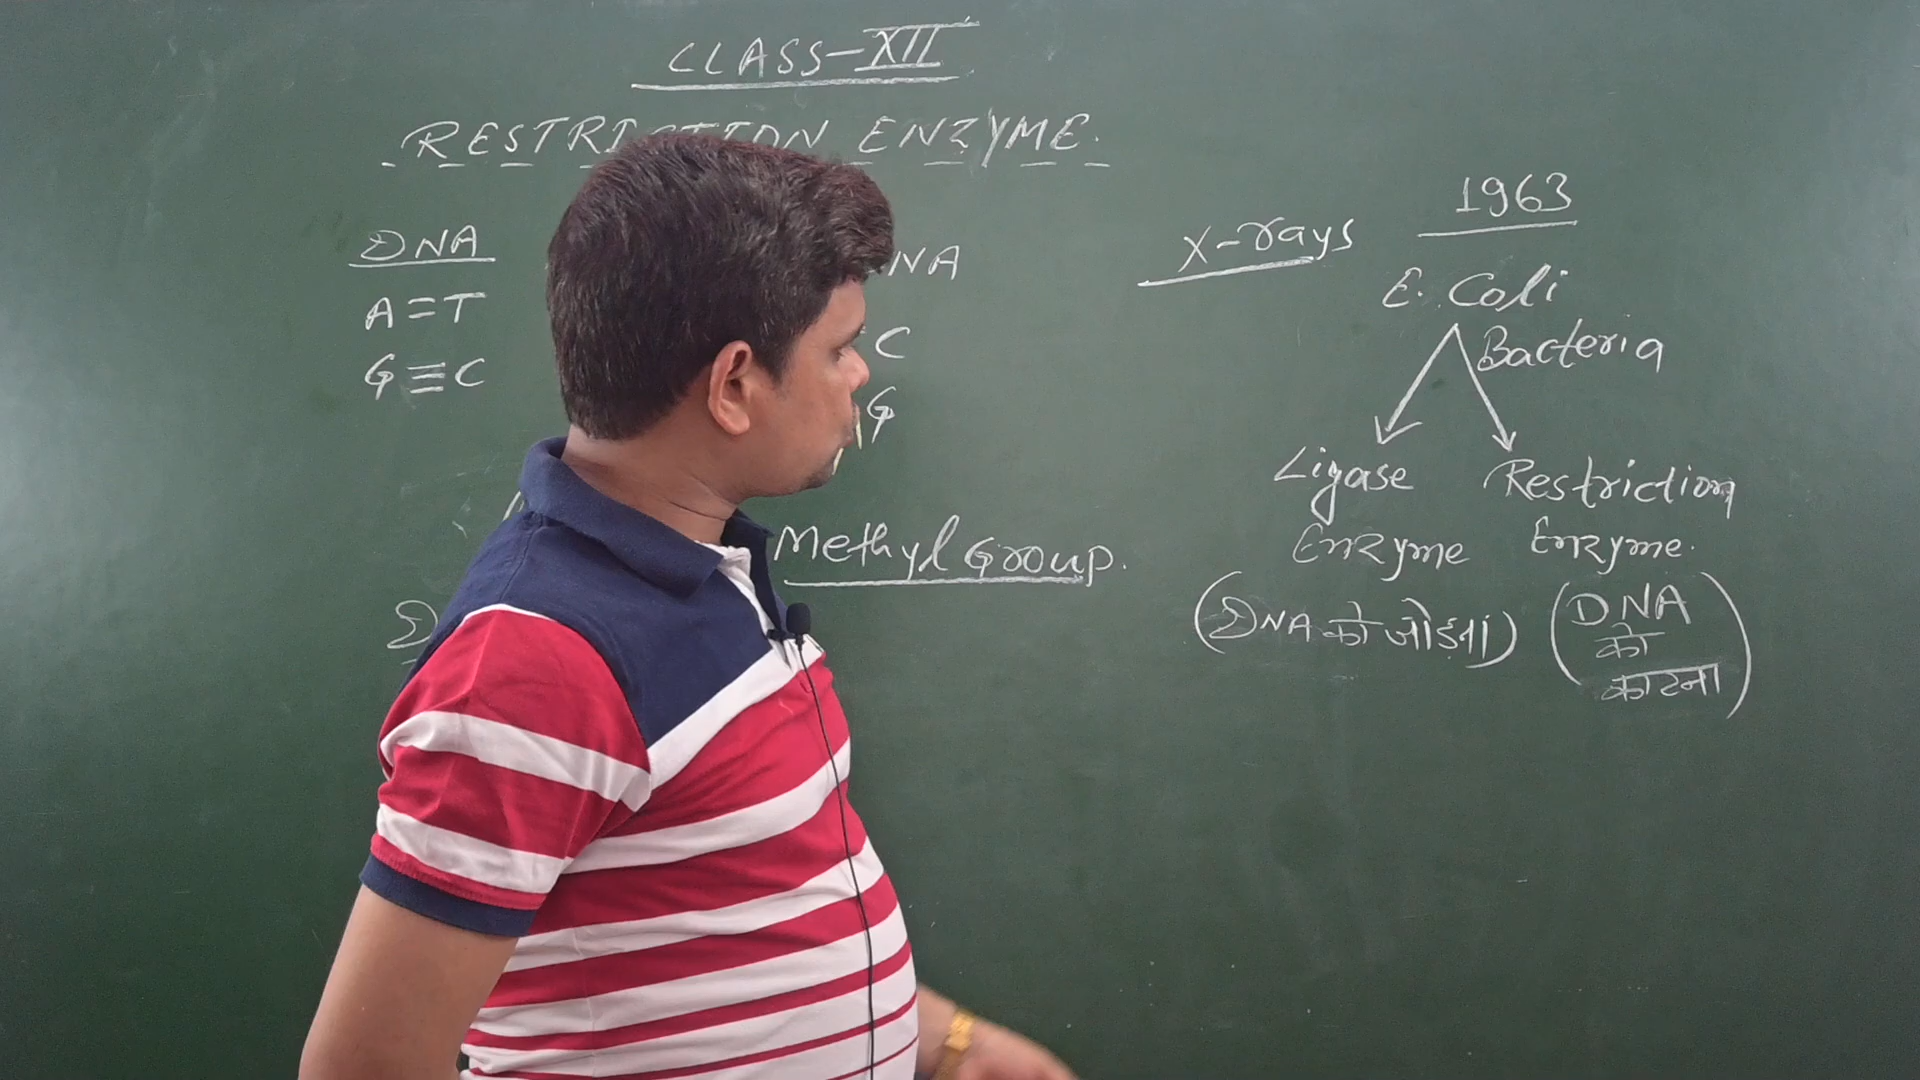 CLASS-XII
RESTRICTION ENZYME.
DNA
A=T
G≡C
NA
C
G
Methyl Group.
X-rays
1963
E. Coli
Bacteria
Ligase
Enzyme
(DNA को जोडना)
Restriction
Enzyme.
(DNA
को
काटना)